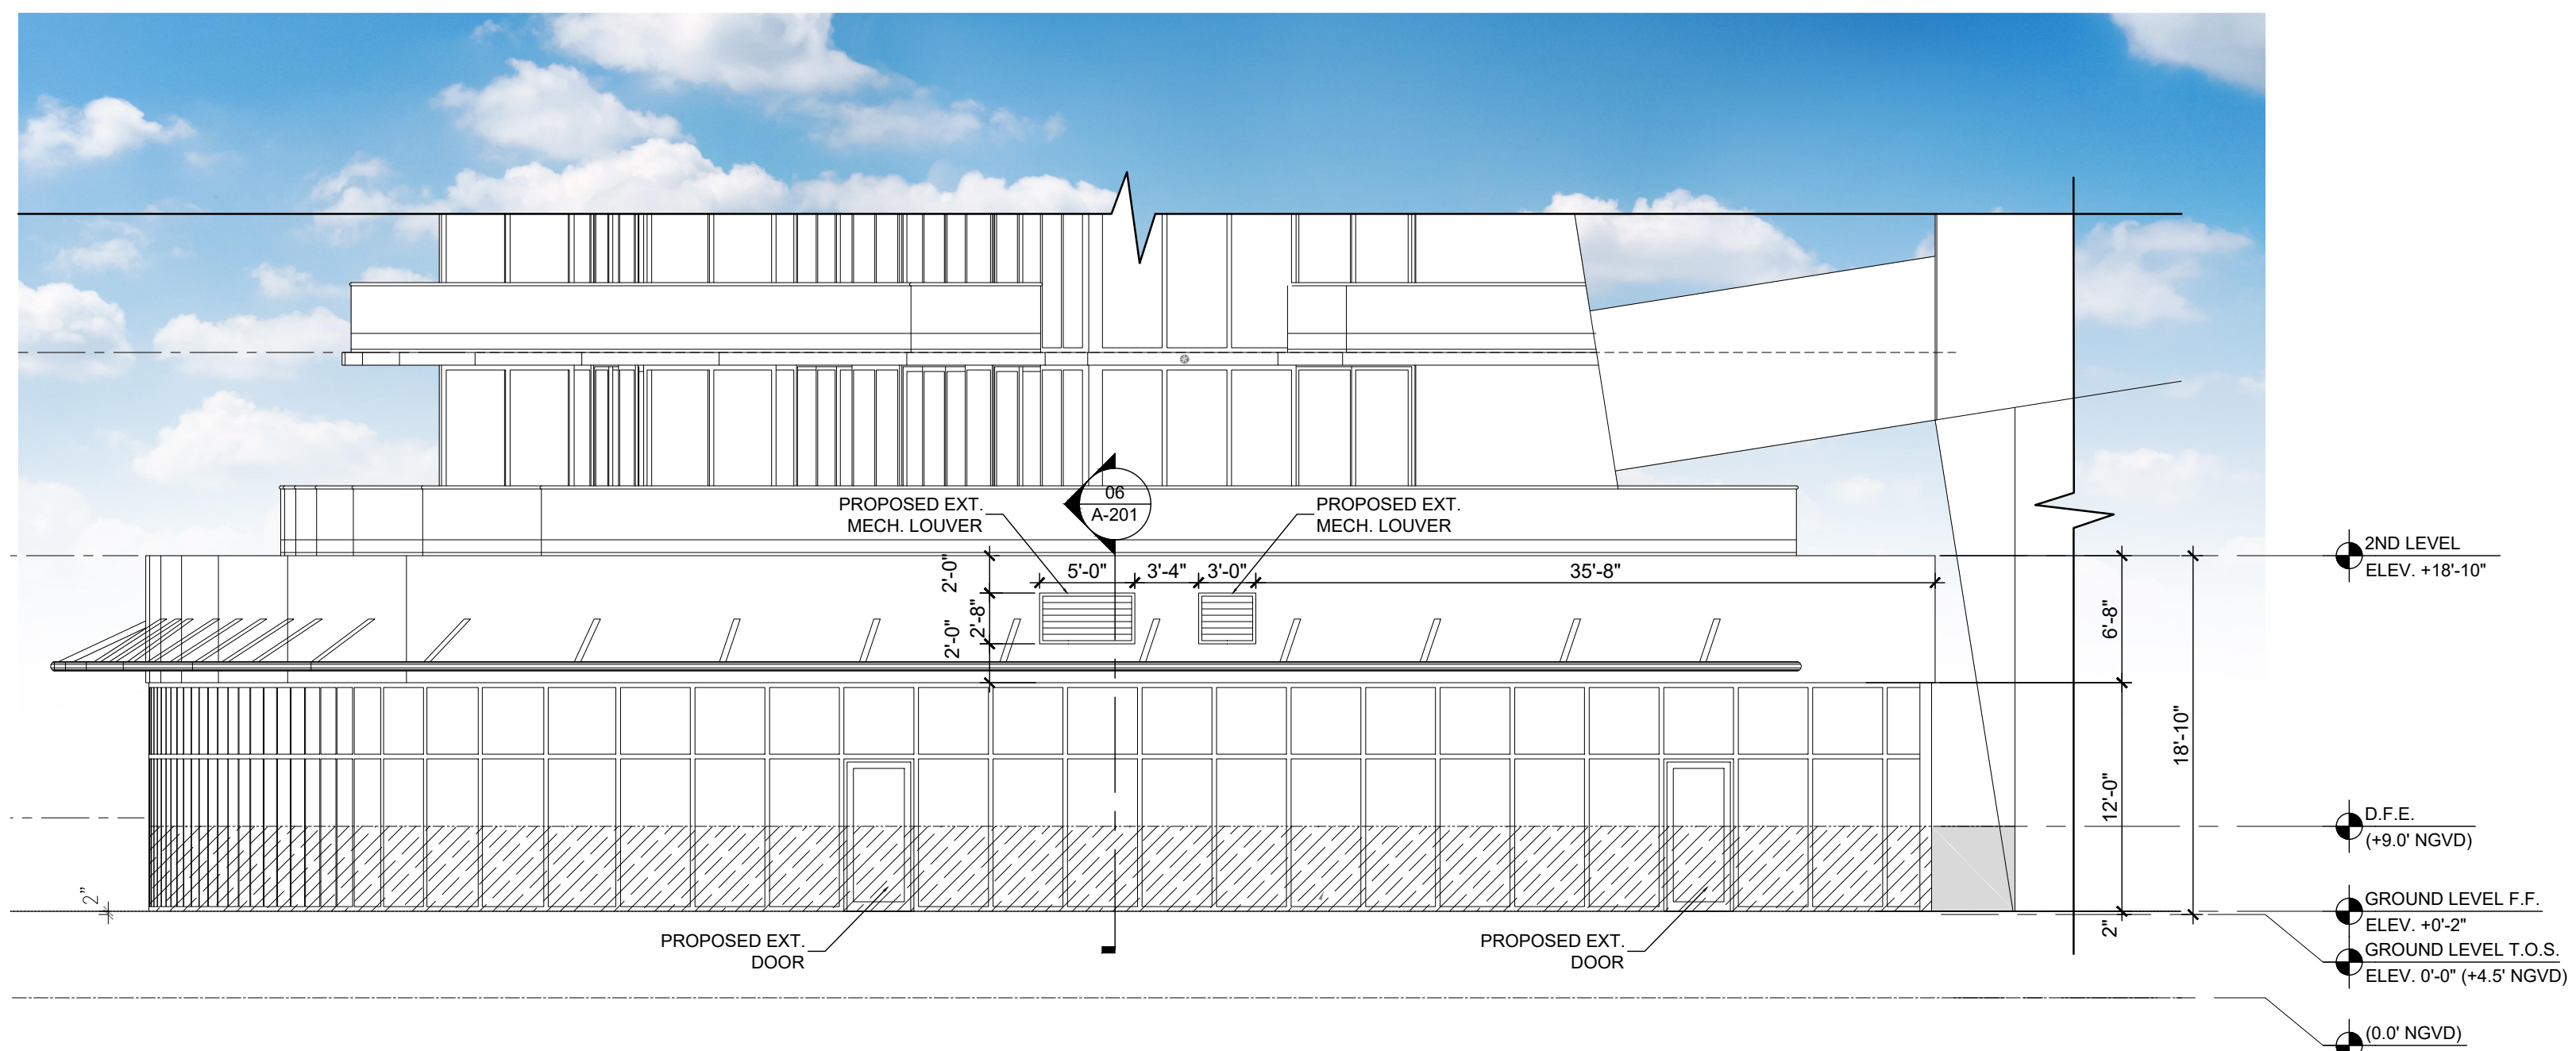 PROPOSED EXT.
MECH. LOUVER
06
A-201
PROPOSED EXT.
MECH. LOUVER
2'-0"
5'-0"
3'-4"
3'-0"
35'-8"
2'-8"
2'-0"
6'-8"
18'-10"
12'-0"
2"
2"
PROPOSED EXT.
DOOR
PROPOSED EXT.
DOOR
2ND LEVEL
ELEV. +18'-10"
D.F.E.
(+9.0' NGVD)
GROUND LEVEL F.F.
ELEV. +0'-2"
GROUND LEVEL T.O.S.
ELEV. 0'-0" (+4.5' NGVD)
(0.0' NGVD)